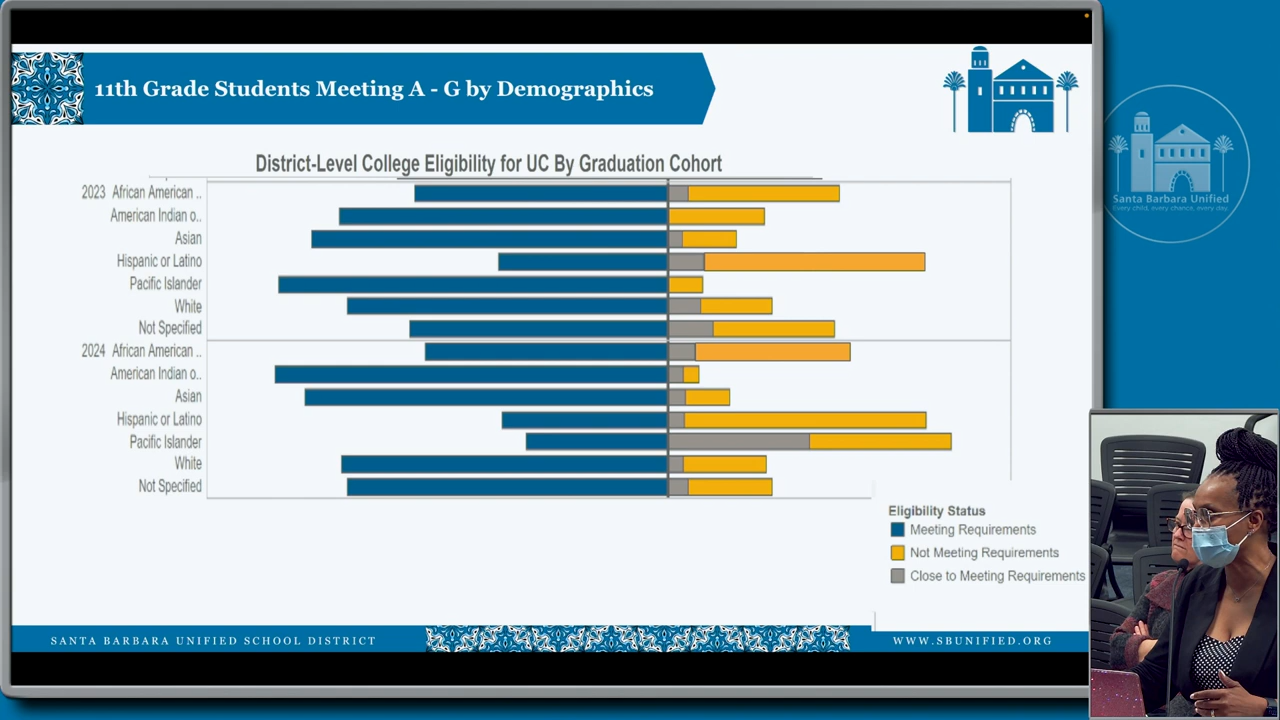 11th Grade Students Meeting A - G by Demographics
District-Level College Eligibility for UC By Graduation Cohort
2023 African American ..
American Indian o..
Asian
Hispanic or Latino
Pacific Islander
White
Not Specified
2024 African American ..
American Indian o..
Asian
Hispanic or Latino
Pacific Islander
White
Not Specified
Eligibility Status
Meeting Requirements
Not Meeting Requirements
Close to Meeting Requirements
SANTA BARBARA UNIFIED SCHOOL DISTRICT
WWW.SBUNIFIED.ORG
Santa Barbara Unified
Every child, every chance, every day.